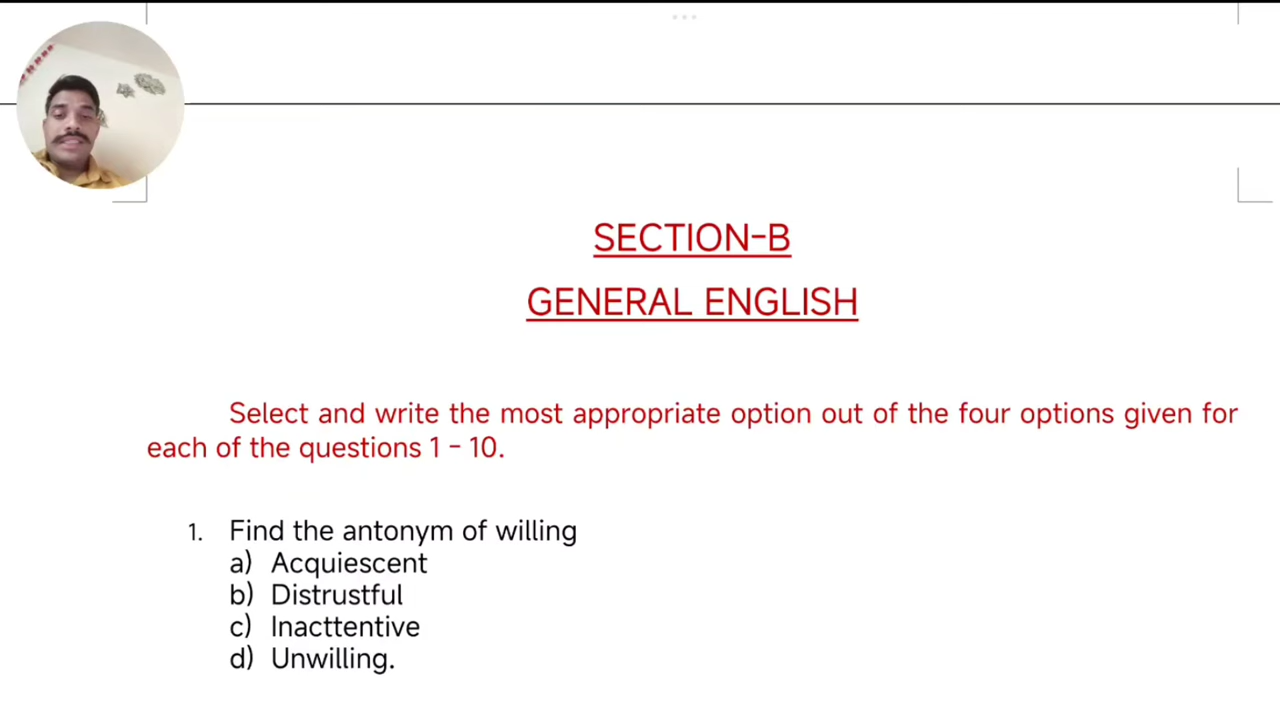 SECTION-B
GENERAL ENGLISH
Select and write the most appropriate option out of the four options given for
each of the questions 1 - 10.
1. Find the antonym of willing
a) Acquiescent
b) Distrustful
c) Inacttentive
d) Unwilling.